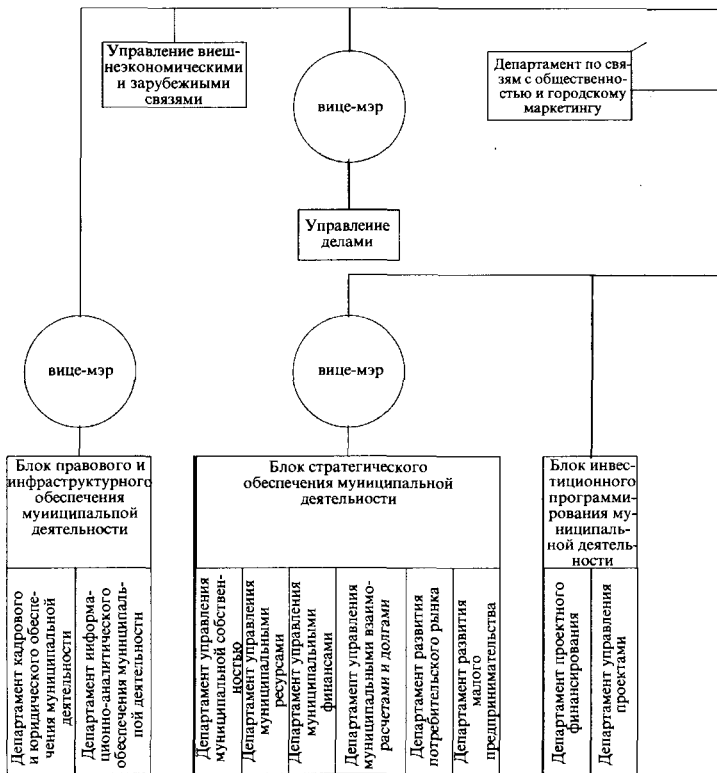 Управление внеш-
неэкономическими
и зарубежными
связями
вице-мэр
Департамент по свя-
зям с общественно-
стью и городскому
маркетингу
Управление
делами
вице-мэр
вице-мэр
Блок правового и
инфраструктурного
обеспечения
муниципальной
деятельности
Блок стратегического
обеспечения муниципальной
деятельности
Блок инвес-
тиционного
программи-
рования му-
ниципаль-
ной деятель-
ности
Департамент кадрового
и юридического обеспе-
чения муниципальной
деятельности
Департамент информа-
ционно-аналитического
обеспечения муниципаль-
ной деятельности
Департамент управления
муниципальной собствен-
ностью
Департамент управления
муниципальными
ресурсами
Департамент управления
муниципальными
финансами
Департамент управления
муниципальными взаимо-
расчетами и долгами
Департамент развития
потребительского рынка
Департамент развития
малого
предпринимательства
Департамент проектного
финансирования
Департамент управления
проектами